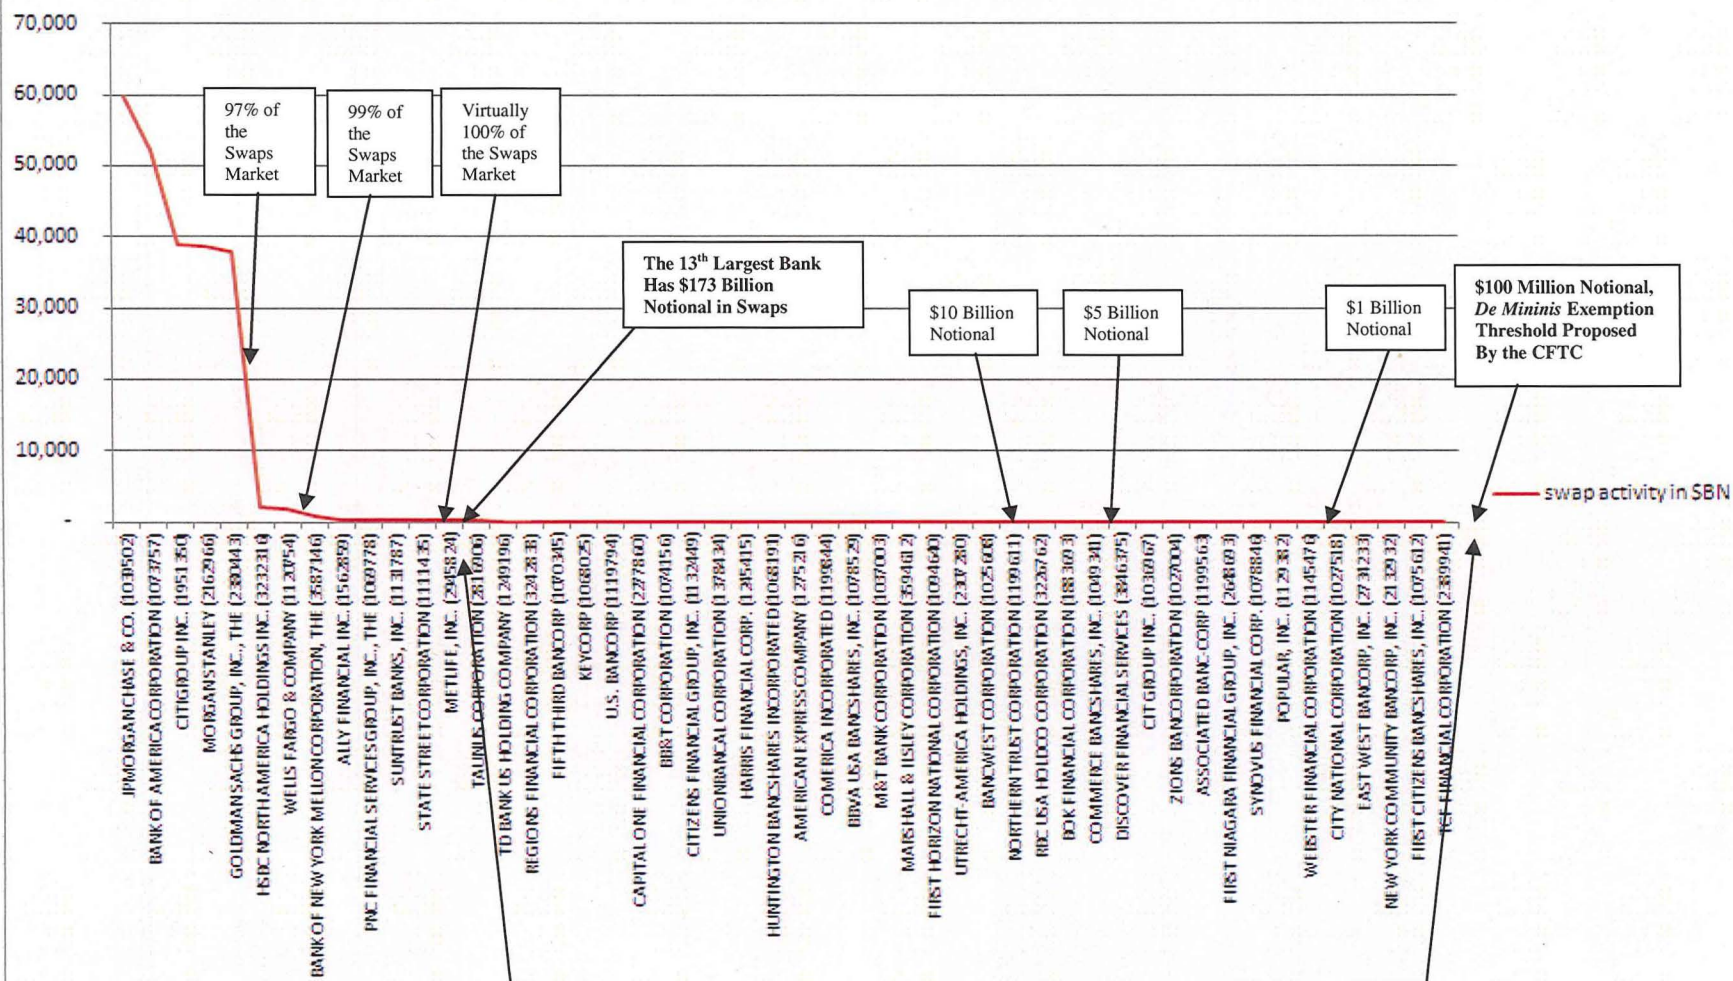 70,000
60,000
50,000
40,000
30,000
20,000
10,000
-
97% of
the
Swaps
Market
99% of
the
Swaps
Market
Virtually
100% of
the Swaps
Market
The 13th Largest Bank
Has $173 Billion
Notional in Swaps
$10 Billion
Notional
$5 Billion
Notional
$1 Billion
Notional
$100 Million Notional,
De Mininis Exemption
Threshold Proposed
By the CFTC
swap activity in $BN
JPMORGAN CHASE & CO. (1039502)
BANK OF AMERICA CORPORATION (1073757)
CITIGROUP INC. (1951350)
MORGAN STANLEY (2162966)
GOLDMAN SACHS GROUP, INC., THE (2380443)
HSBC NORTH AMERICA HOLDINGS INC. (3232316)
WELLS FARGO & COMPANY (1120754)
BANK OF NEW YORK MELLON CORPORATION, THE (3587146)
ALLY FINANCIAL INC. (1562859)
PNC FINANCIAL SERVICES GROUP, INC., THE (1069778)
SUNTRUST BANKS, INC. (1131787)
STATE STREET CORPORATION (1111435)
METLIFE, INC. (2945824)
TAUNUS CORPORATION (2816906)
TD BANK US HOLDING COMPANY (1249196)
REGIONS FINANCIAL CORPORATION (3242838)
FIFTH THIRD BANCORP (1070345)
KEYCORP (1068025)
U.S. BANCORP (1119794)
CAPITAL ONE FINANCIAL CORPORATION (2277860)
BB&T CORPORATION (1074156)
CITIZENS FINANCIAL GROUP, INC. (1132449)
UNIONBANCAL CORPORATION (1378434)
HARRIS FINANCIAL CORP. (1245415)
HUNTINGTON BANCSHARES INCORPORATED (1068191)
AMERICAN EXPRESS COMPANY (1275216)
COMERICA INCORPORATED (1199844)
BBVA USA BANCSHARES, INC. (1078529)
M&T BANK CORPORATION (1037003)
MARSHALL & ILSLEY CORPORATION (3594612)
FIRST HORIZON NATIONAL CORPORATION (1094640)
UTRECHT-AMERICA HOLDINGS, INC. (2307280)
BANCWEST CORPORATION (1025608)
NORTHERN TRUST CORPORATION (1199611)
RBC USA HOLDCO CORPORATION (3226762)
BOK FINANCIAL CORPORATION (1883693)
COMMERCE BANCSHARES, INC. (1049341)
DISCOVER FINANCIAL SERVICES (3846375)
CIT GROUP INC. (1036967)
ZIONS BANCORPORATION (1027004)
ASSOCIATED BANC-CORP (1199563)
FIRST NIAGARA FINANCIAL GROUP, INC. (2648693)
SYNOVUS FINANCIAL CORP. (1078846)
POPULAR, INC. (1129382)
WEBSTER FINANCIAL CORPORATION (1145476)
CITY NATIONAL CORPORATION (1027518)
EAST WEST BANCORP, INC. (2734233)
NEW YORK COMMUNITY BANCORP, INC. (2132932)
FIRST CITIZENS BANCSHARES, INC. (1075612)
TCF FINANCIAL CORPORATION (2389941)